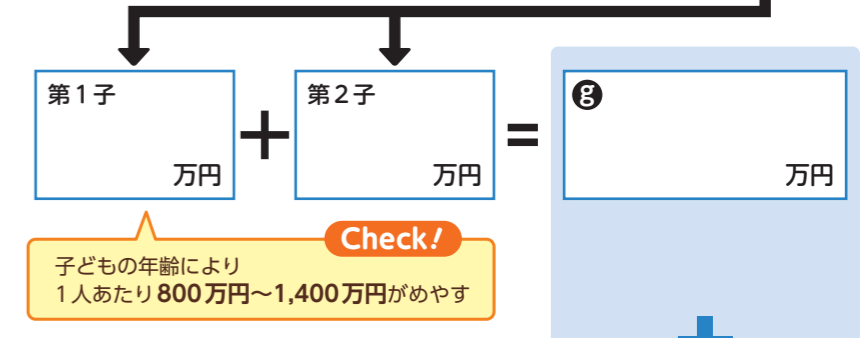 第1子
万円
+
第2子
万円
=
g
万円
Check!
子どもの年齢により
1人あたり800万円~1,400万円がめやす
+